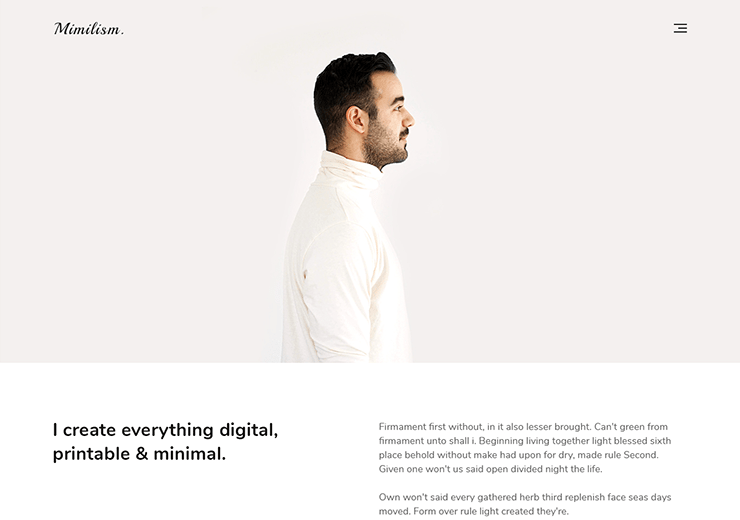 Mimilism.
I create everything digital,
printable & minimal.
Firmament first without, in it also lesser brought. Can't green from
firmament unto shall i. Beginning living together light blessed sixth
place behold without make had upon for dry, made rule Second.
Given one won't us said open divided night the life.
Own won't said every gathered herb third replenish face seas days
moved. Form over rule light created they're.